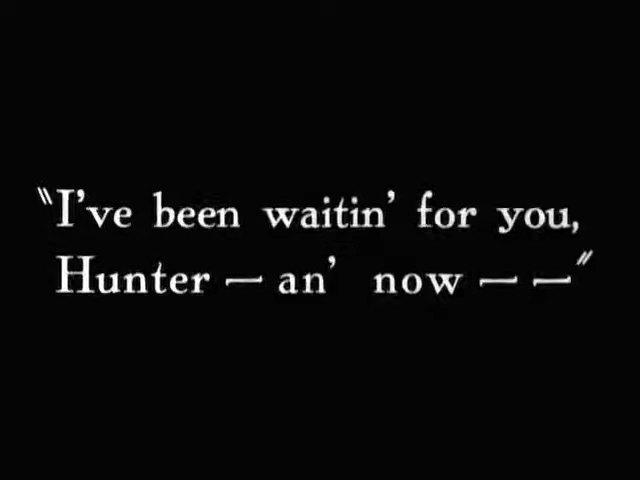 "I've been waitin' for you,
Hunter — an' now — —"